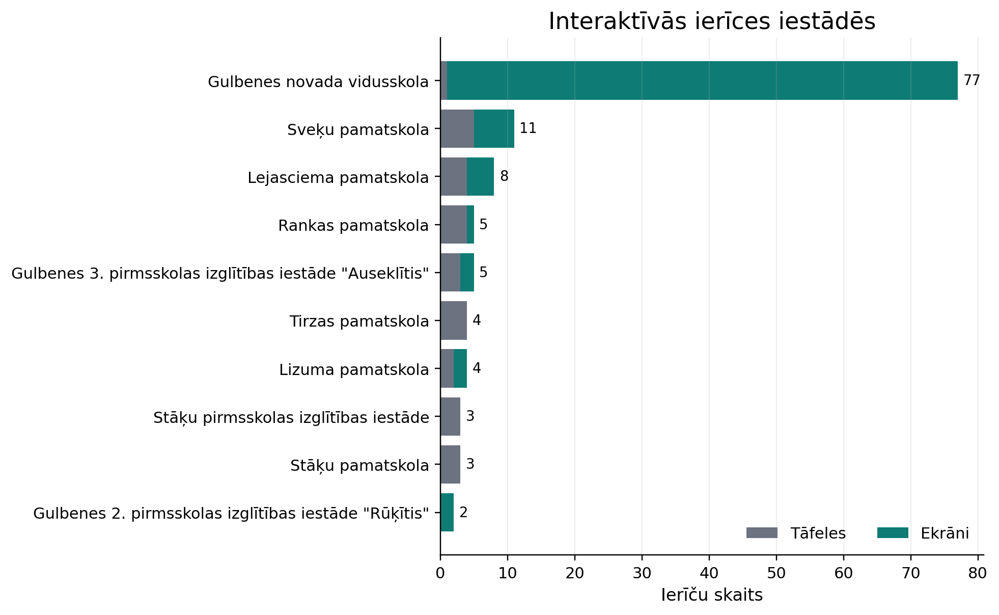 Interaktīvās ierīces iestādēs
Gulbenes novada vidusskola 77
Sveķu pamatskola 11
Lejasciema pamatskola 8
Rankas pamatskola 5
Gulbenes 3. pirmsskolas izglītības iestāde "Auseklītis" 5
Tirzas pamatskola 4
Lizuma pamatskola 4
Stāķu pirmsskolas izglītības iestāde 3
Stāķu pamatskola 3
Gulbenes 2. pirmsskolas izglītības iestāde "Rūķītis" 2
Tāfeles Ekrāni
0 10 20 30 40 50 60 70 80
Ierīču skaits